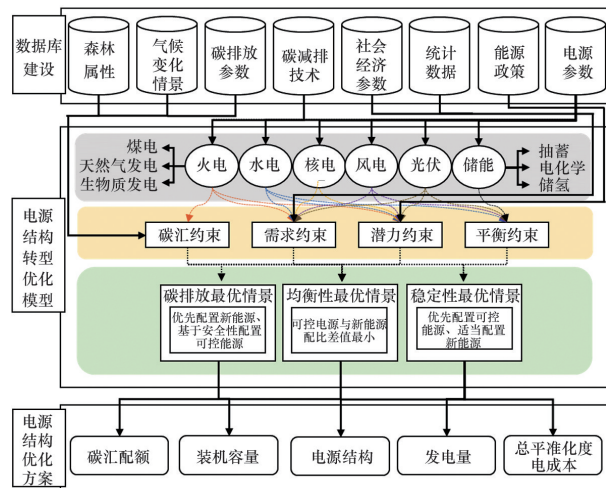 数据库
建设
森林
属性
气候
变化
情景
碳排放
参数
碳减排
技术
社会
经济
参数
统计
数据
能源
政策
电源
参数
煤电
天然气发电
生物质发电
火电
水电
核电
风电
光伏
储能
抽蓄
电化学
储氢
电源
结构
转型
优化
模型
碳汇约束
需求约束
潜力约束
平衡约束
碳排放最优情景
优先配置新能源、
基于安全性配置
可控能源
均衡性最优情景
可控电源与新能源
配比差值最小
稳定性最优情景
优先配置可控
能源、适当配置
新能源
电源
结构
优化
方案
碳汇配额
装机容量
电源结构
发电量
总平准化度
电成本